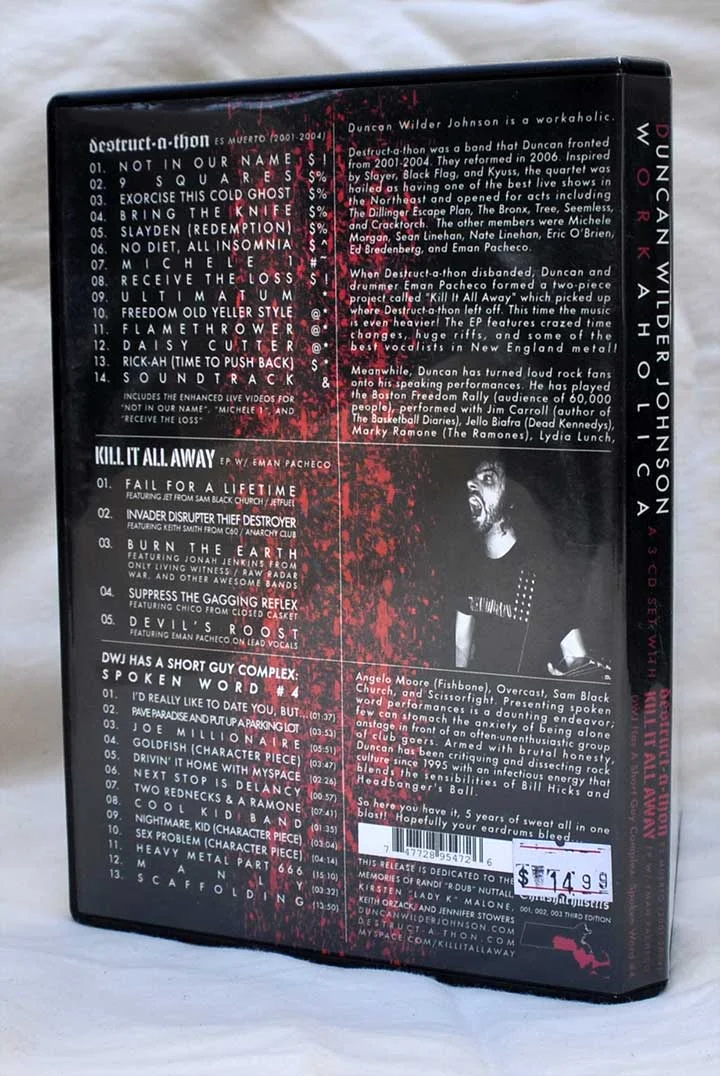 destruct·a·thon ES MUERTO (2001-2004)
01. NOT IN OUR NAME $!
02. 9 SQUARES $%
03. EXORCISE THIS COLD GHOST $%
04. BRING THE KNIFE $%
05. SLAYDEN (REDEMPTION) $%
06. NO DIET, ALL INSOMNIA $^
07. MICHELE 1 #~
08. RECEIVE THE LOSS $!
09. ULTIMATUM *
10. FREEDOM OLD YELLER STYLE @*
11. FLAMETHROWER @*
12. DAISY CUTTER @*
13. RICK-AH (TIME TO PUSH BACK) $*
14. SOUNDTRACK &
INCLUDES THE ENHANCED LIVE VIDEOS FOR
"NOT IN OUR NAME", "MICHELE 1", AND
"RECEIVE THE LOSS"
KILL IT ALL AWAY EP W/ EMAN PACHECO
01. FAIL FOR A LIFETIME
FEATURING JET FROM SAM BLACK CHURCH / JETFUEL
02. INVADER DISRUPTER THIEF DESTROYER
FEATURING KEITH SMITH FROM C60 / ANARCHY CLUB
03. BURN THE EARTH
FEATURING JONAH JENKINS FROM
ONLY LIVING WITNESS / RAW RADAR
WAR, AND OTHER AWESOME BANDS
04. SUPPRESS THE GAGGING REFLEX
FEATURING CHICO FROM CLOSED CASKET
05. DEVIL'S ROOST
FEATURING EMAN PACHECO ON LEAD VOCALS
DWJ HAS A SHORT GUY COMPLEX:
SPOKEN WORD #4
01. I'D REALLY LIKE TO DATE YOU, BUT... (01:37)
02. PAVE PARADISE AND PUT UP A PARKING LOT (3:53)
03. JOE MILLIONAIRE (05:51)
04. GOLDFISH (CHARACTER PIECE) (03:47)
05. DRIVIN' IT HOME WITH MYSPACE (02:26)
06. NEXT STOP IS DELANCY (00:57)
07. TWO REDNECKS & A RAMONE (07:41)
08. COOL KID BAND (01:35)
09. NIGHTMARE, KID (CHARACTER PIECE) (03:04)
10. SEX PROBLEM (CHARACTER PIECE) (04:14)
11. HEAVY METAL PART 666 (15:10)
12. MANLY (03:32)
13. SCAFFOLDING (13:50)
Duncan Wilder Johnson is a workaholic.
Destruct-a-thon was a band that Duncan fronted
from 2001-2004. They reformed in 2006. Inspired
by Slayer, Black Flag, and Kyuss, the quartet was
hailed as having one of the best live shows in
the Northeast and opened for acts including
The Dillinger Escape Plan, The Bronx, Tree, Seemless,
and Cracktorch. The other members were Michele
Morgan, Sean Linehan, Nate Linehan, Eric O'Brien,
Ed Bredenberg, and Eman Pacheco.
When Destruct-a-thon disbanded, Duncan and
drummer Eman Pacheco formed a two-piece
project called "Kill It All Away" which picked up
where Destruct-a-thon left off. This time the music
is even heavier! The EP features crazed time
changes, huge riffs, and some of the
best vocalists in New England metal!
Meanwhile, Duncan has turned loud rock fans
onto his speaking performances. He has played
the Boston Freedom Rally (audience of 60,000
people), performed with Jim Carroll (author of
The Basketball Diaries), Jello Biafra (Dead Kennedys),
Marky Ramone (The Ramones), Lydia Lunch,
Angelo Moore (Fishbone), Overcast, Sam Black
Church, and Scissorfight. Presenting spoken
word performances is a daunting endeavor;
few can stomach the anxiety of being alone
onstage in front of an often-unenthusiastic group
of club goers. Armed with brutal honesty,
Duncan has been critiquing and dissecting rock
culture since 1995 with an infectious energy that
blends the sensibilities of Bill Hicks and
Headbanger's Ball.
So here you have it, 5 years of sweat all in one
blast! Hopefully your eardrums bleed...
7 47728 95472 6
$ 14.99
THIS RELEASE IS DEDICATED TO THE
MEMORIES OF RANDI "R DUB" NUTTALL,
KIRSTEN "LADY K" MALONE,
KEITH ORZACK, AND JENNIFER STOWERS
DUNCANWILDERJOHNSON.COM
DESTRUCT-A-THON.COM
MYSPACE.COM/KILLITALLAWAY
001, 002, 003 THIRD EDITION
DUNCAN WILDER JOHNSON
WORKAHOLICA
A 3 CD SET WITH:
destruct·a·thon ES MUERTO (2001-2004)
KILL IT ALL AWAY EP W/ EMAN PACHECO
DWJ Has A Short Guy Complex: Spoken Word #4